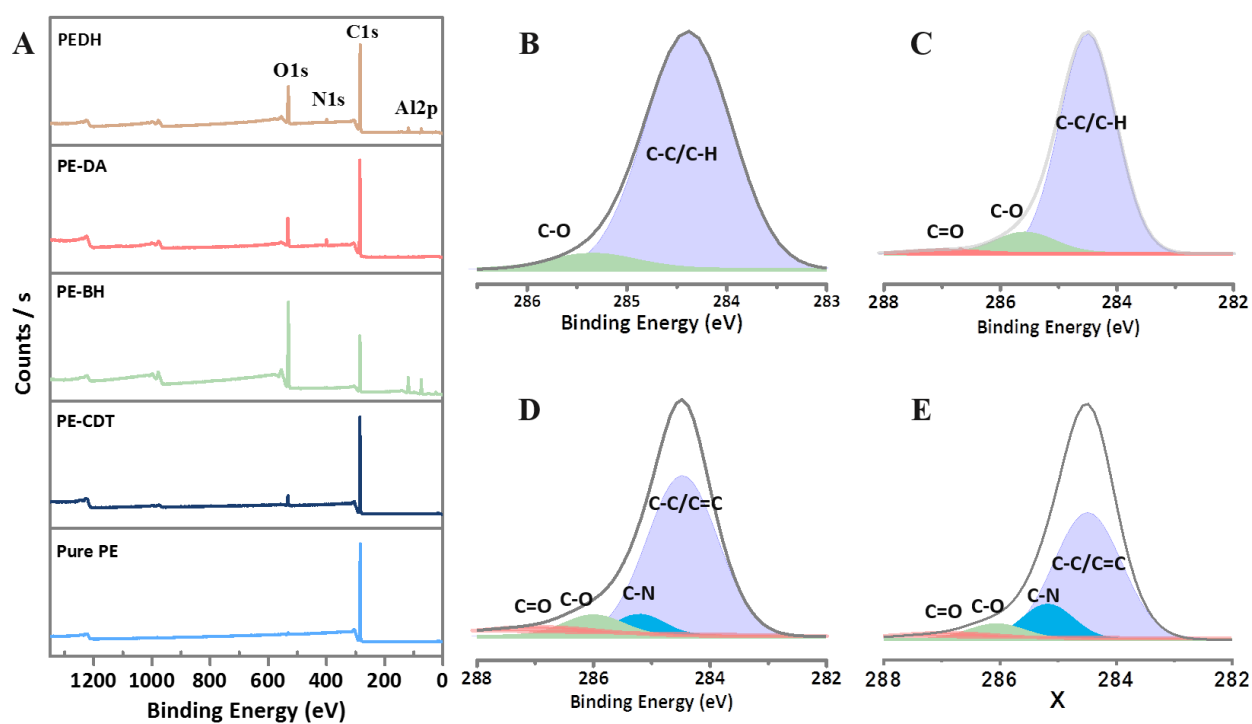 A
PEDH
C1s
O1s
N1s
Al2p
PE-DA
PE-BH
PE-CDT
Pure PE
Counts / s
1200 1000 800 600 400 200 0
Binding Energy (eV)
B
C-C/C-H
C-O
286 285 284 283
Binding Energy (eV)
C
C-C/C-H
C-O
C=O
288 286 284 282
Binding Energy (eV)
D
C-C/C=C
C=O C-O C-N
288 286 284 282
Binding Energy (eV)
E
C-C/C=C
C=O C-O C-N
288 286 284 282
X